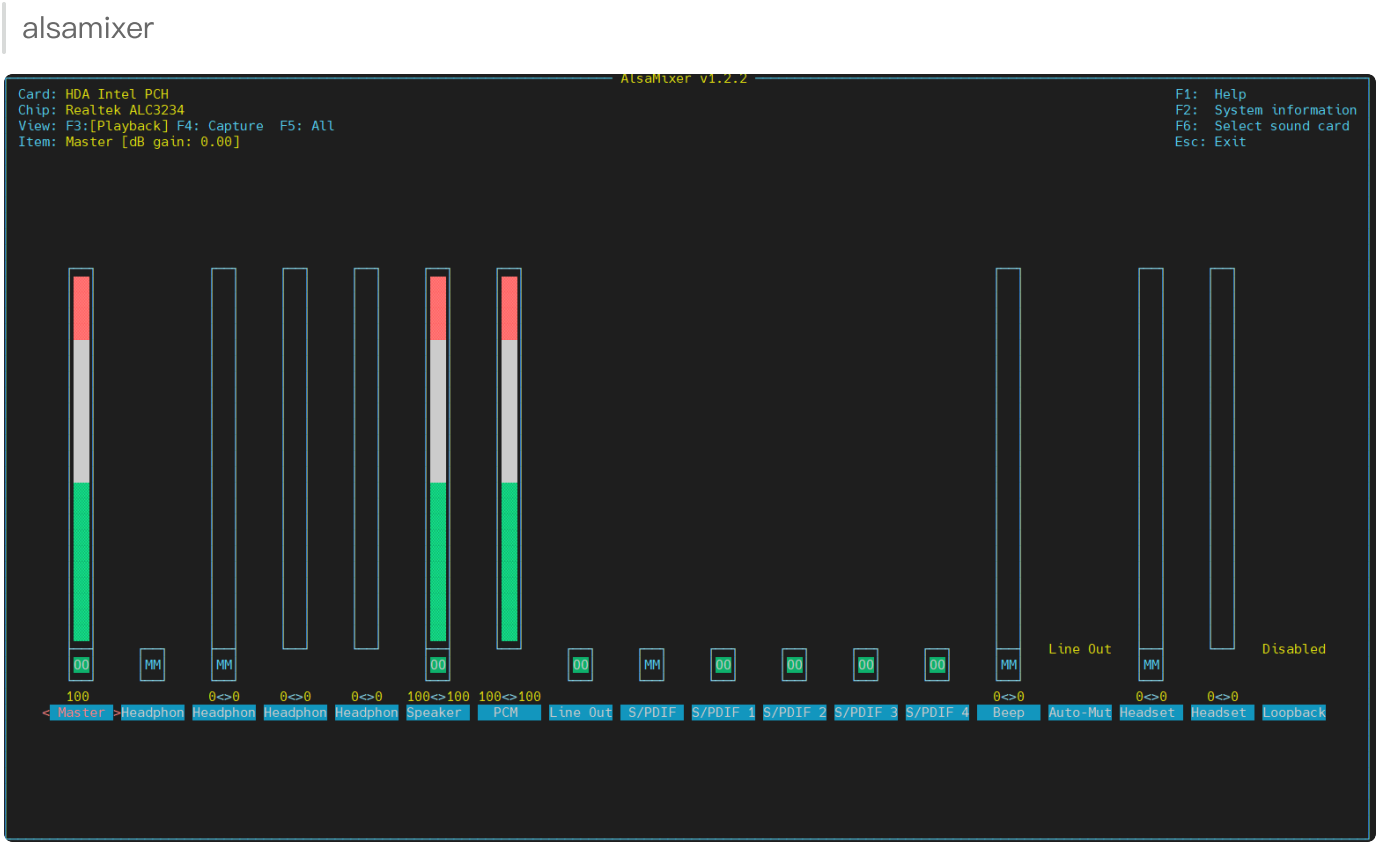 alsamixer
AlsaMixer v1.2.2
Card: HDA Intel PCH
F1: Help
Chip: Realtek ALC3234
F2: System information
View: F3:[Playback] F4: Capture F5: All
F6: Select sound card
Item: Master [dB gain: 0.00]
Esc: Exit
Line Out Disabled
OO MM MM OO OO MM OO OO OO OO MM MM
100 0<>0 0<>0 0<>0 100<>100 100<>100 0<>0 0<>0 0<>0
< Master >Headphon Headphon Headphon Headphon Speaker PCM Line Out S/PDIF S/PDIF 1 S/PDIF 2 S/PDIF 3 S/PDIF 4 Beep Auto-Mut Headset Headset Loopback